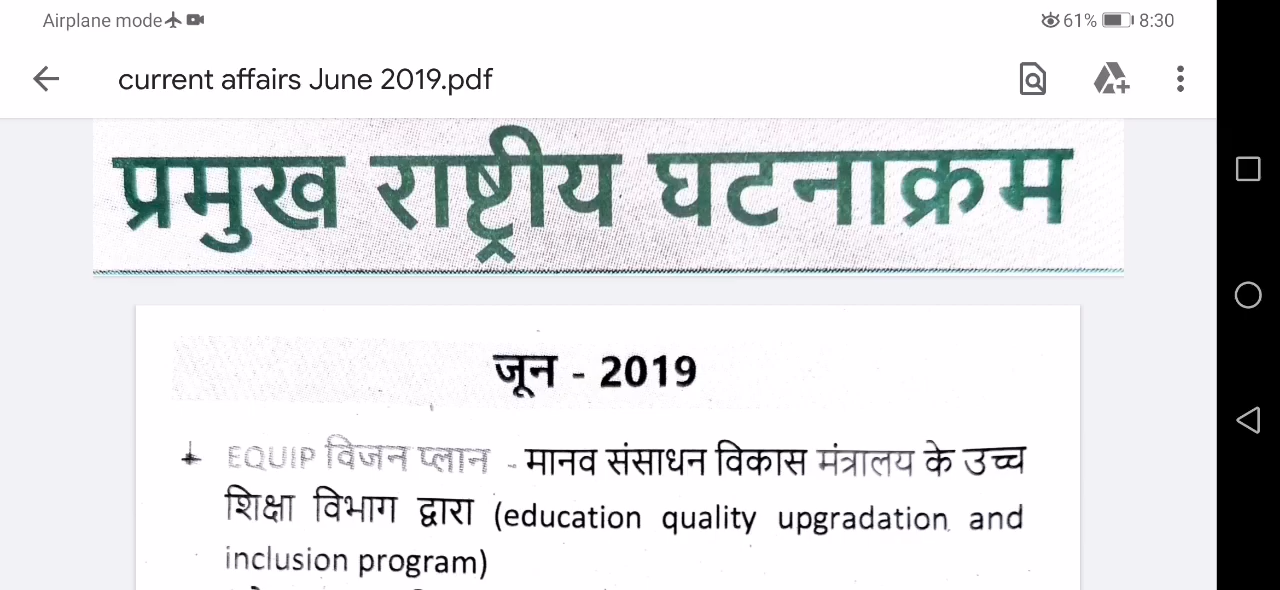 Airplane mode 61% 8:30
current affairs June 2019.pdf
प्रमुख राष्ट्रीय घटनाक्रम
जून - 2019
EQUIP विजन प्लान - मानव संसाधन विकास मंत्रालय के उच्च
शिक्षा विभाग द्वारा (education quality upgradation and
inclusion program)